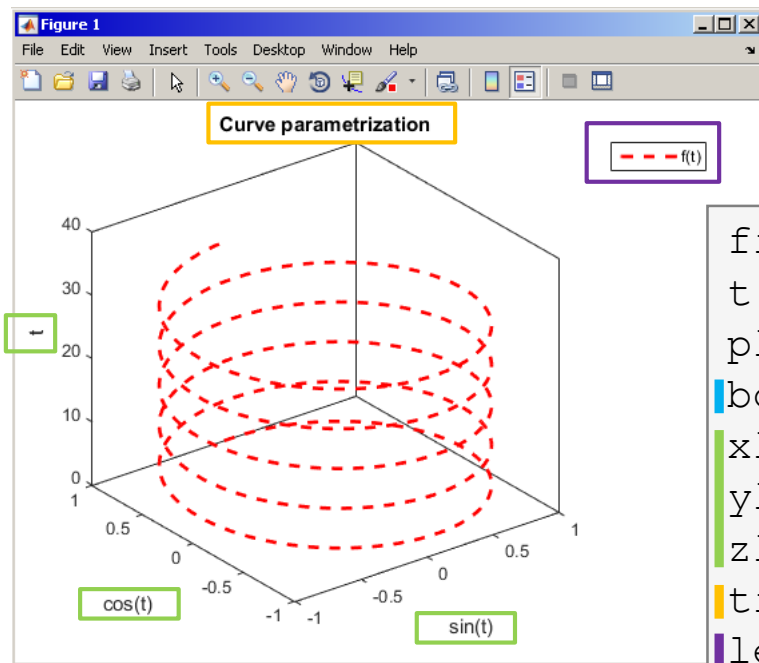 Figure 1
File Edit View Insert Tools Desktop Window Help
Curve parametrization
f(t)
40
30
20
10
0
t
1
0.5
0
-0.5
-1
cos(t)
-1
-0.5
0
0.5
1
sin(t)
t